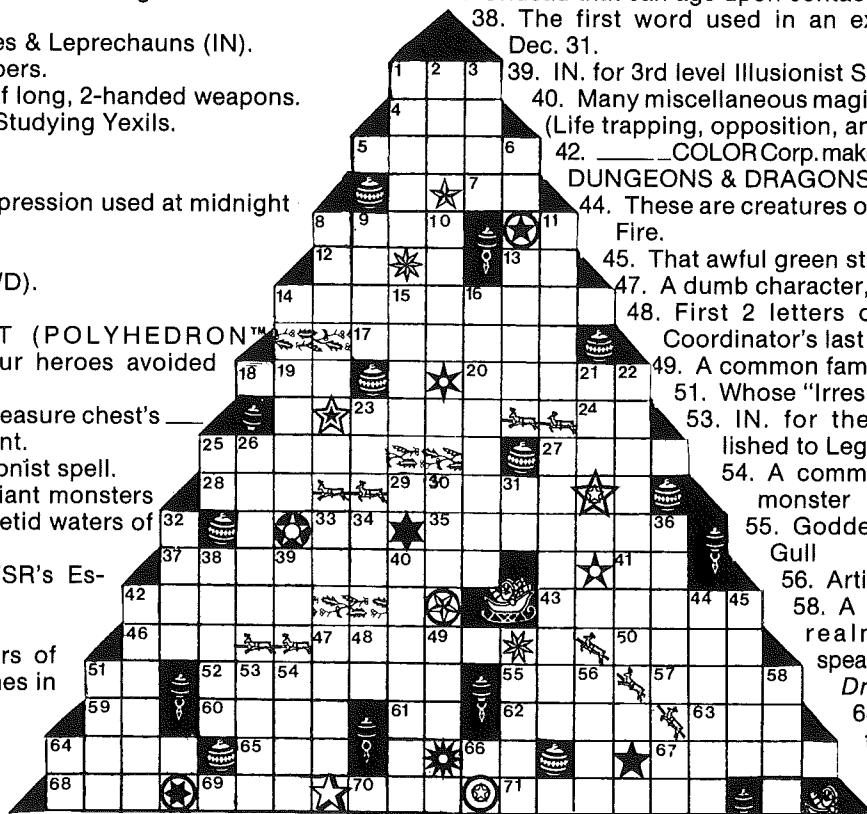 es & Leprechauns (IN).
bers.
of long, 2-handed weapons.
Studying Yexils.
pression used at midnight
/D).
T (POLYHEDRON™
ur heroes avoided
easure chest's ___
nt.
onist spell.
iant monsters
etid waters of
SR's Es-
rs of
nes in
38. The first word used in an ex
Dec. 31.
39. IN. for 3rd level Illusionist S
40. Many miscellaneous magi
(Life trapping, opposition, an
42. ______COLOR Corp. mak
DUNGEONS & DRAGONS
44. These are creatures o
Fire.
45. That awful green st
47. A dumb character,
48. First 2 letters o
Coordinator's last
49. A common fam
51. Whose "Irres
53. IN. for the
lished to Leg
54. A comm
monster
55. Godde
Gull
56. Arti
58. A
realr
spea
Dr
6
1 2 3
4
5 6
7
8 9 10 11
12 13
14 15 16
17
18 19 20 21 22
23 24
25 26 27
28 29 30 31
32 33 34 35 36
37 38 39 40 41
42 43 44 45
46 47 48 49 50
51 52 53 54 55 56 57 58
59 60 61 62 63
64 65 66 67
68 69 70 71